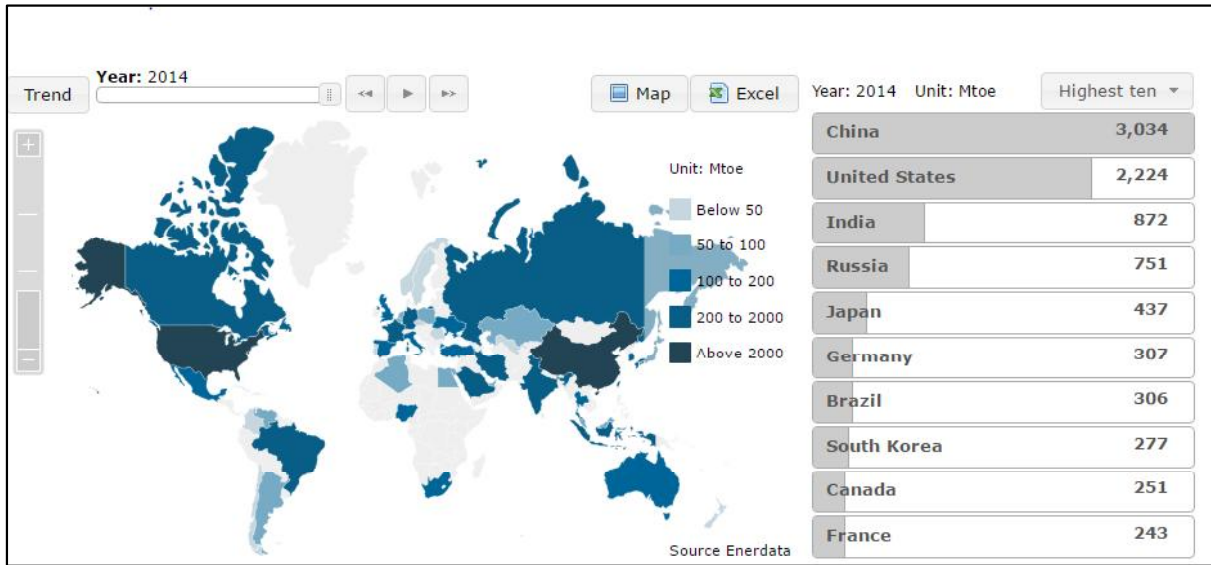 Year: 2014
Trend
Map
Excel
Year: 2014 Unit: Mtoe
Highest ten
Unit: Mtoe
Below 50
50 to 100
100 to 200
200 to 2000
Above 2000
Source Enerdata
China 3,034
United States 2,224
India 872
Russia 751
Japan 437
Germany 307
Brazil 306
South Korea 277
Canada 251
France 243